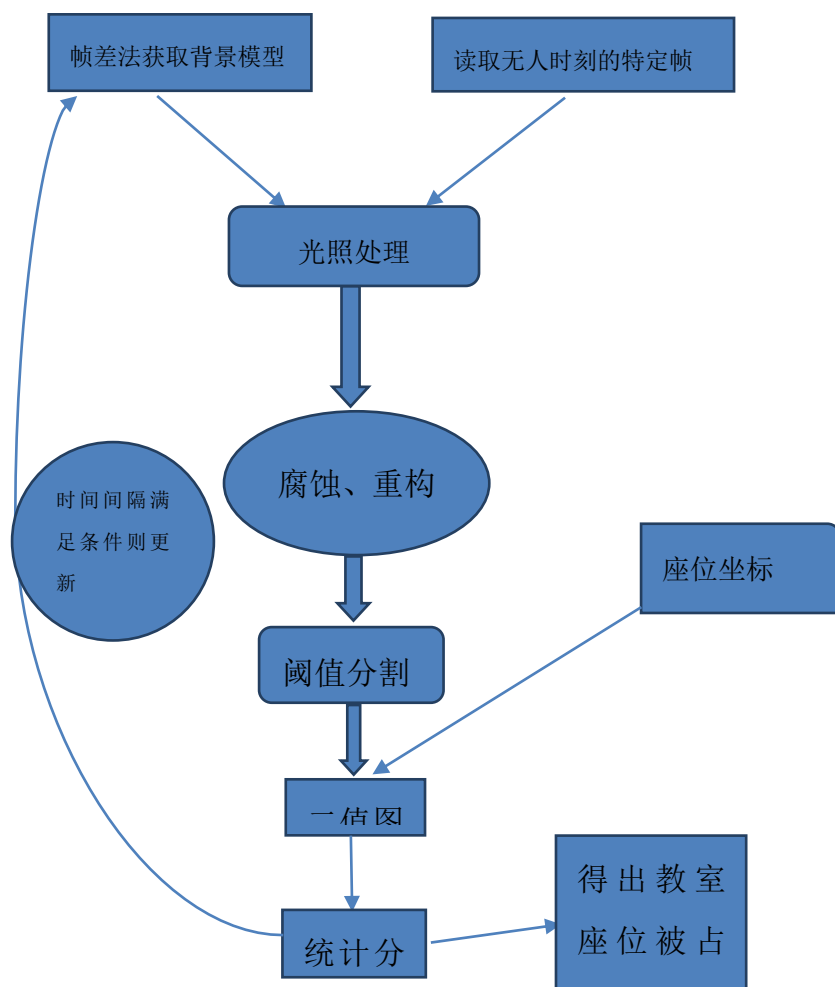 帧差法获取背景模型
读取无人时刻的特定帧
光照处理
腐蚀、重构
时间间隔满
足条件则更
新
座位坐标
阈值分割
二值图
统计分
得出教室
座位被占